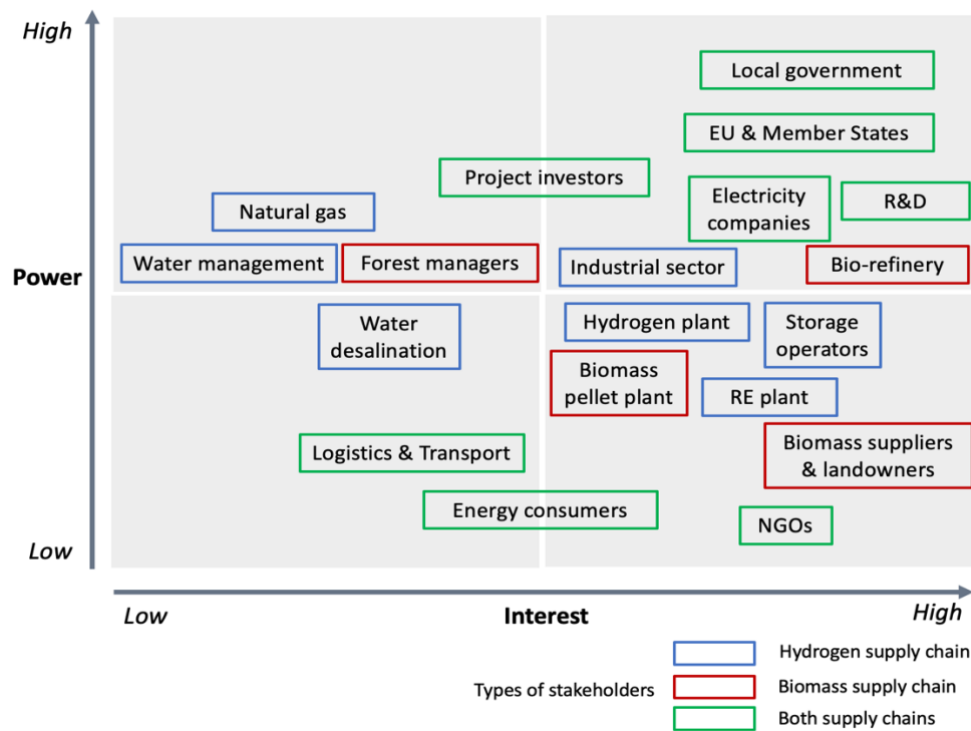 High
Local government
EU & Member States
Project investors
Electricity
companies
R&D
Natural gas
Water management
Forest managers
Industrial sector
Bio-refinery
Power
Water
desalination
Hydrogen plant
Storage
operators
Biomass
pellet plant
RE plant
Logistics & Transport
Biomass suppliers
& landowners
Energy consumers
NGOs
Low
Low
Interest
High
Types of stakeholders
Hydrogen supply chain
Biomass supply chain
Both supply chains